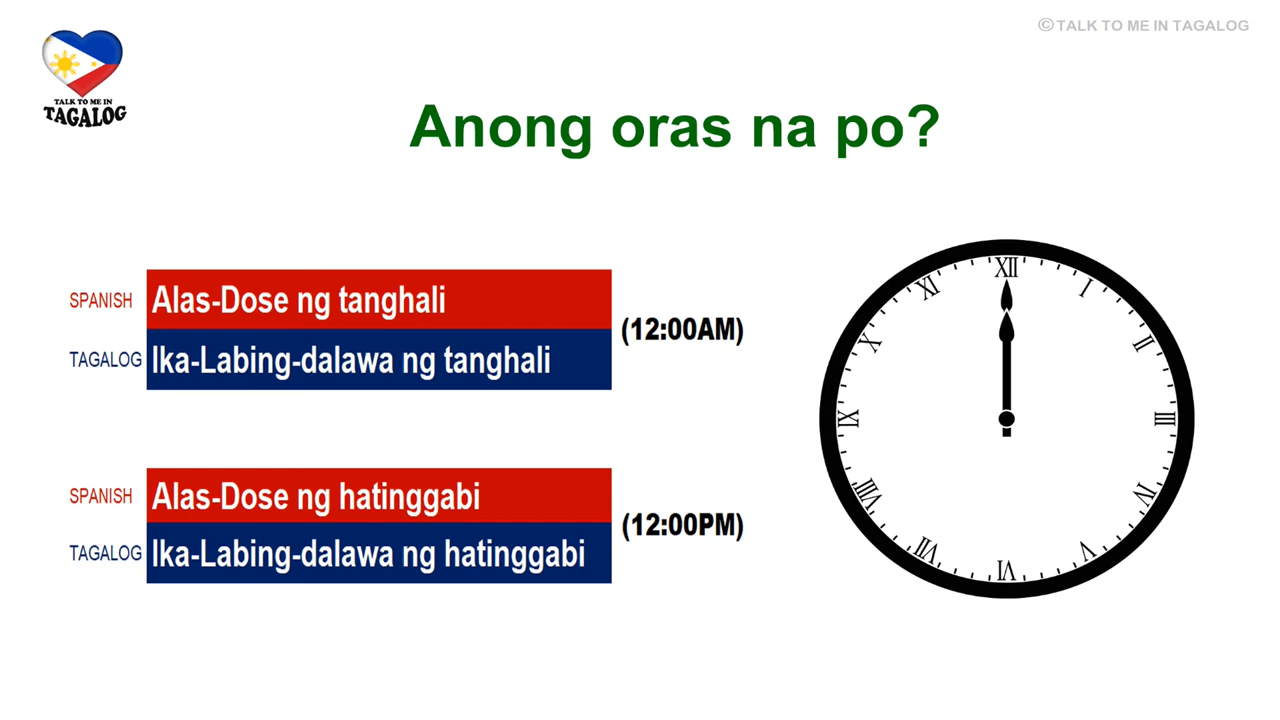 ©TALK TO ME IN TAGALOG
TALK TO ME IN
TAGALOG
Anong oras na po?
SPANISH Alas-Dose ng tanghali
(12:00AM)
TAGALOG Ika-Labing-dalawa ng tanghali
SPANISH Alas-Dose ng hatinggabi
(12:00PM)
TAGALOG Ika-Labing-dalawa ng hatinggabi
XII
I
II
III
IV
V
VI
VII
VIII
XI
X
XI